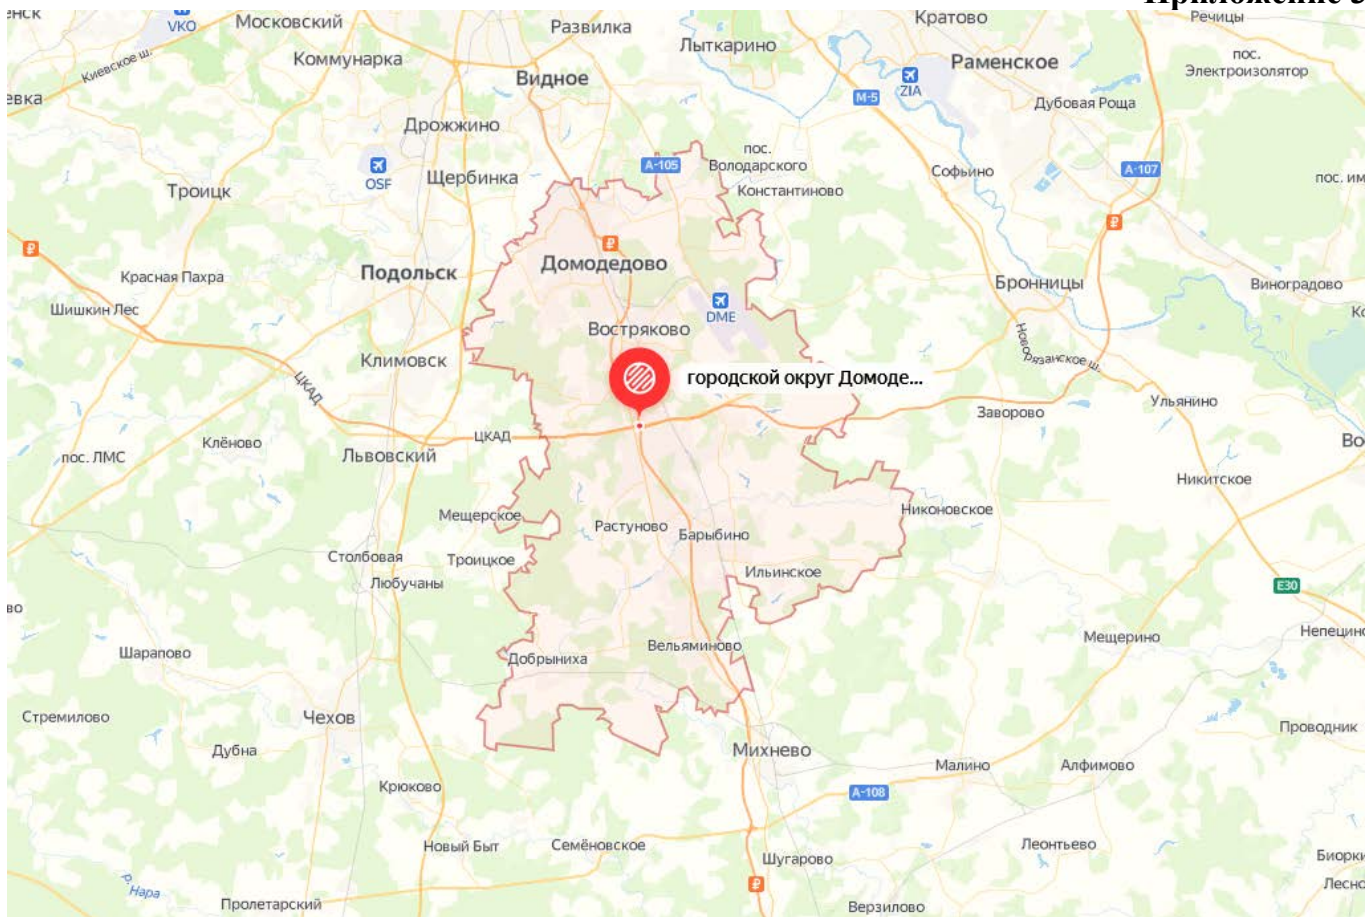 Приложение
VKO
Московский
Развилка
Кратово
Речицы
Киевское ш.
Коммунарка
Лыткарино
Видное
Раменское
пос.
Электроизолятор
ZIA
М-5
Дубовая Роща
Дрожжино
OSF
Щербинка
А-105
пос.
Володарского
Софьино
А-107
Троицк
Константиново
пос. им
Домодедово
Подольск
Красная Пахра
Бронницы
Виноградово
Шишкин Лес
DME
Востряково
Новорязанское ш.
Климовск
городской округ Домоде...
ЦКАД
Заворово
Ульянино
Клёново
ЦКАД
Львовский
пос. ЛМС
Никитское
Мещерское
Растуново
Барыбино
Никоновское
Столбовая
Троицкое
Любучаны
Ильинское
E30
Мещерино
Непецино
Шарапово
Добрыниха
Вельяминово
Стремилово
Чехов
Проводник
Дубна
Михнево
Малино
Алфимово
Крюково
А-108
Новый Быт
Семёновское
Шугарово
Леонтьево
р. Нара
Пролетарский
Верзилово